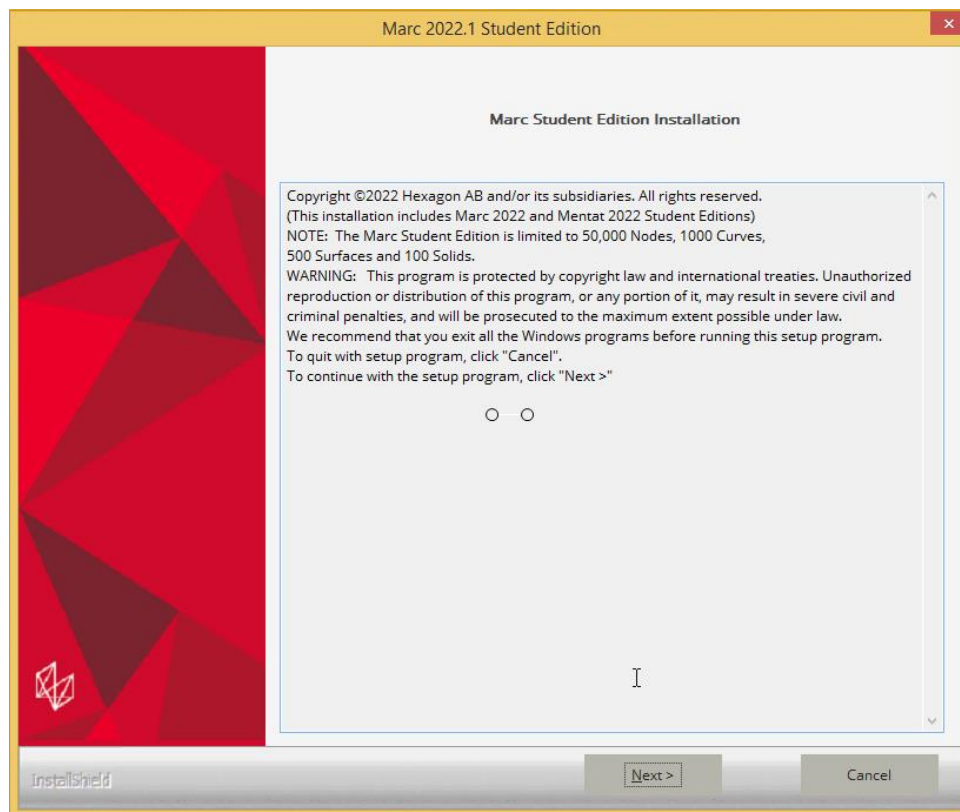 Marc 2022.1 Student Edition
Marc Student Edition Installation
Copyright ©2022 Hexagon AB and/or its subsidiaries. All rights reserved.
(This installation includes Marc 2022 and Mentat 2022 Student Editions)
NOTE: The Marc Student Edition is limited to 50,000 Nodes, 1000 Curves,
500 Surfaces and 100 Solids.
WARNING: This program is protected by copyright law and international treaties. Unauthorized
reproduction or distribution of this program, or any portion of it, may result in severe civil and
criminal penalties, and will be prosecuted to the maximum extent possible under law.
We recommend that you exit all the Windows programs before running this setup program.
To quit with setup program, click "Cancel".
To continue with the setup program, click "Next >"
InstallShield
Next >
Cancel